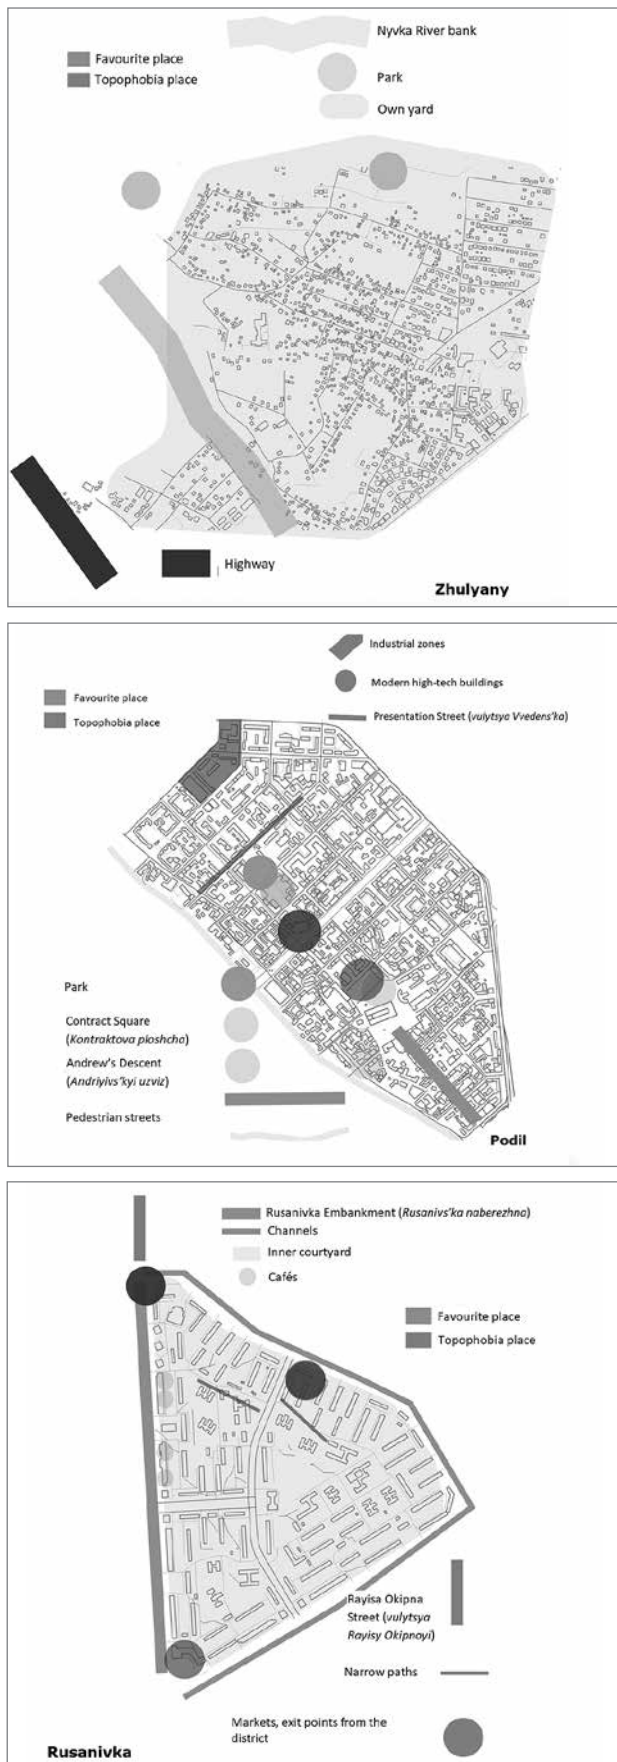 Nyvka River bank
Favourite place
Topophobia place
Park
Own yard
Highway
Zhulyany
Industrial zones
Modern high-tech buildings
Favourite place
Topophobia place
Presentation Street (vulytsya Vvedens'ka)
Park
Contract Square
(Kontraktova ploshcha)
Andrew's Descent
(Andriyivs'kyi uzviz)
Pedestrian streets
Podil
Rusanivka Embankment (Rusanivs'ka naberezhna)
Channels
Inner courtyard
Cafés
Favourite place
Topophobia place
Rayisa Okipna
Street (vulytsya
Rayisy Okipnoyi)
Narrow paths
Markets, exit points from the
district
Rusanivka